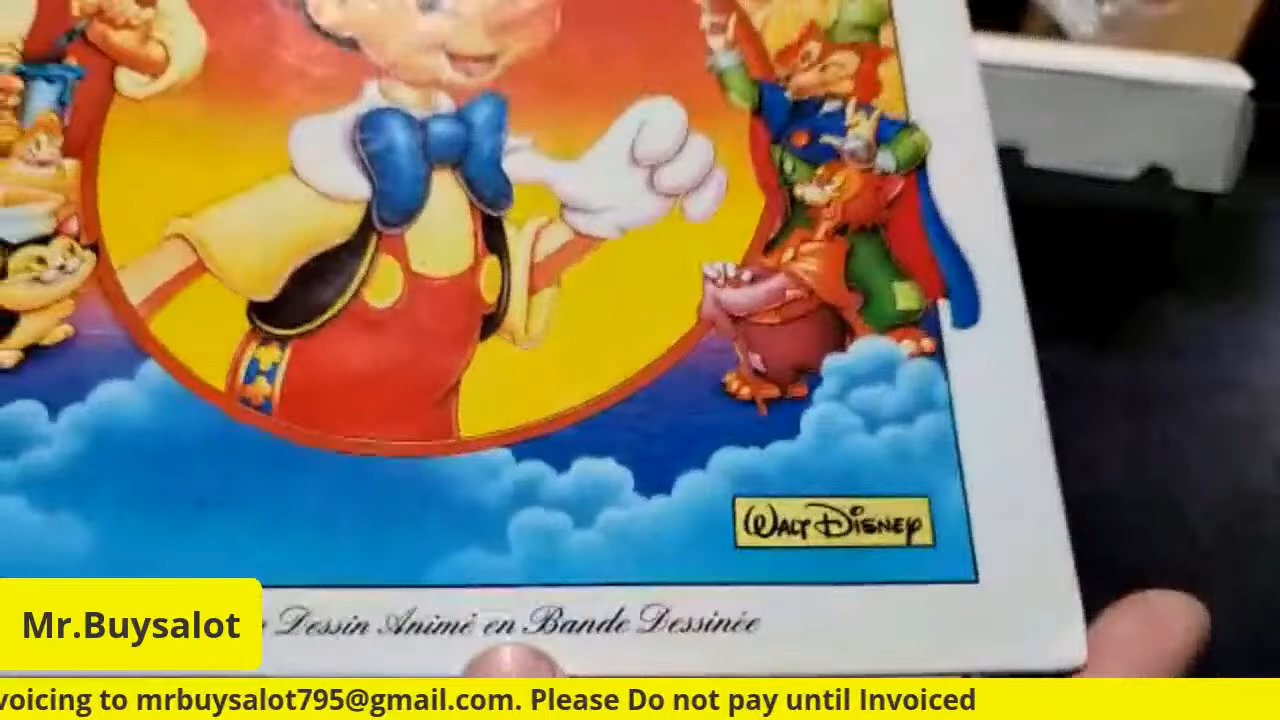 WALT DISNEY
Mr.Buysalot
Dessin Animé en Bande Dessinée
voicing to mrbuysalot795@gmail.com. Please Do not pay until Invoiced